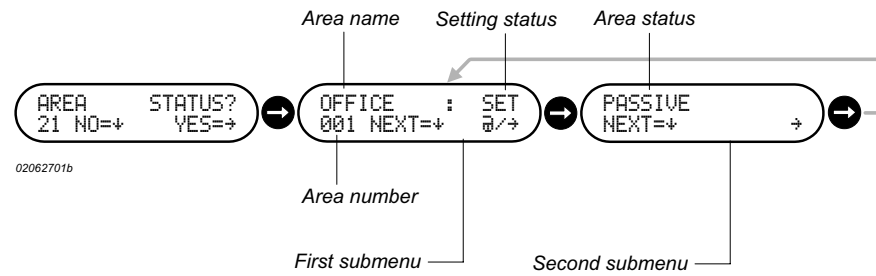 Area name
Setting status
Area status
AREA STATUS?
21 NO=↓ YES=→
OFFICE : SET
001 NEXT=↓ /→
PASSIVE
NEXT=↓ →
02062701b
Area number
First submenu
Second submenu